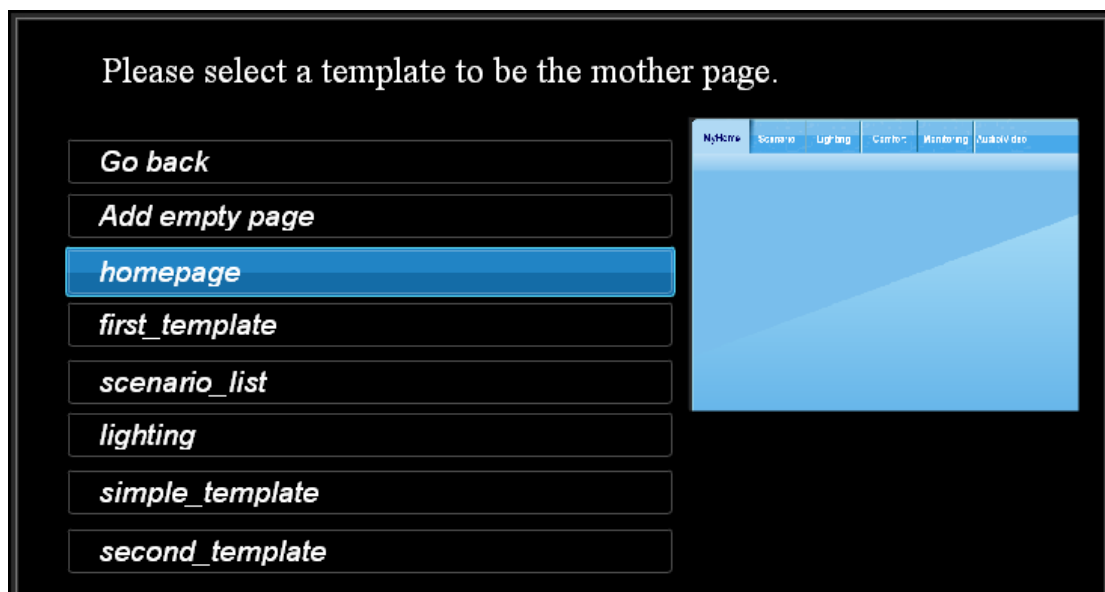 Please select a template to be the mother page.
Go back
Add empty page
homepage
first_template
scenario_list
lighting
simple_template
second_template
MyHome Scenario Lighting Comfort Monitoring Audio/Video